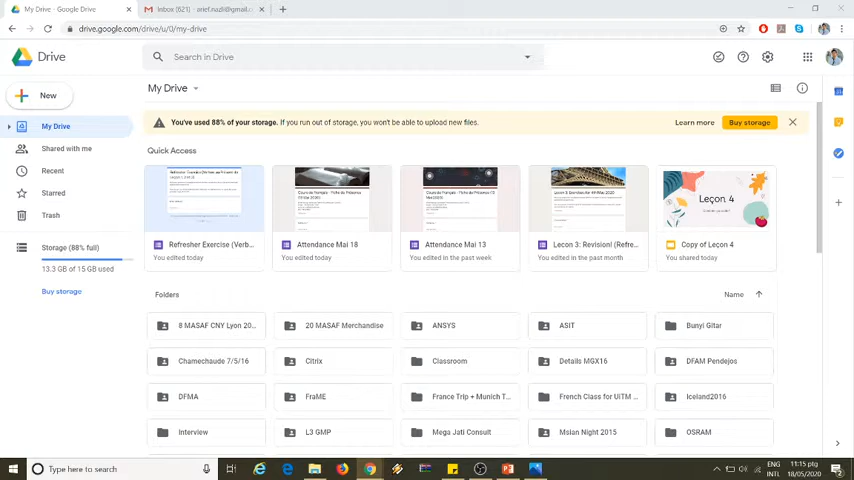 My Drive - Google Drive
Inbox (621) - arief.nazli@gmail.c
drive.google.com/drive/u/0/my-drive
Drive
Search in Drive
New
My Drive
My Drive
Shared with me
Recent
Starred
Trash
Storage (88% full)
13.3 GB of 15 GB used
Buy storage
You've used 88% of your storage. If you run out of storage, you won't be able to upload new files.
Learn more
Buy storage
Quick Access
Leçon 4
Refresher Exercise (Verb...
You edited today
Attendance Mai 18
You edited today
Attendance Mai 13
You edited in the past week
Lecon 3: Revision! (Refre...
You edited in the past month
Copy of Leçon 4
You shared today
Folders
Name
8 MASAF CNY Lyon 20...
20 MASAF Merchandise
ANSYS
ASIT
Bunyi Gitar
Chamechaude 7/5/16
Citrix
Classroom
Details MGX16
DFAM Pendejos
DFMA
FraME
France Trip + Munich T...
French Class for UiTM ...
Iceland2016
Interview
L3 GMP
Mega Jati Consult
Msian Night 2015
OSRAM
Type here to search
ENG
INTL
11:15 ptg
18/05/2020